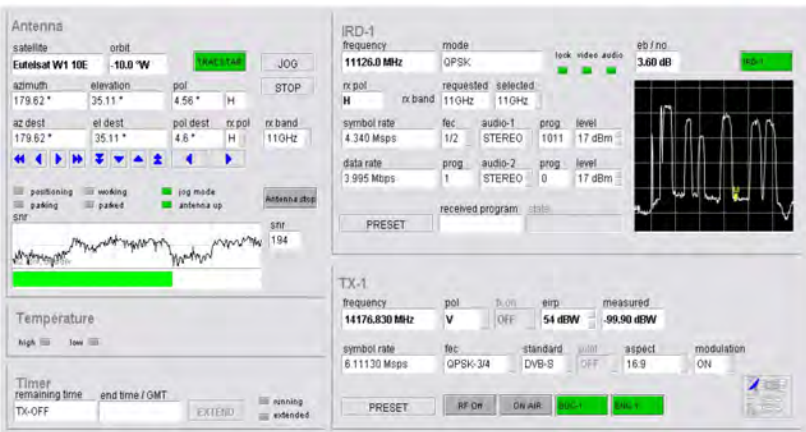 Antenna
satellite orbit
Eutelsat W1 10E -10.0 °W TRACSTAR JOG
azimuth elevation pol STOP
179.62 ° 35.11 ° 4.56 ° H
az dest el dest pol dest rx pol rx band
179.62 ° 35.11 ° 4.6 ° H 11GHz
positioning working jog mode
parking parked antenna up
Antenna stop
snr
snr
194
Temperature
high low
Timer
remaining time end time / GMT
TX-OFF EXTEND
running
extended
IRD-1
frequency mode lock video audio eb / no
11126.0 MHz QPSK 3.60 dB IRD-1
rx pol requested selected
H rx band 11GHz 11GHz
symbol rate fec audio-1 prog level
4.340 Msps 1/2 STEREO 1011 17 dBm
data rate prog audio-2 prog level
3.995 Mbps 1 STEREO 0 17 dBm
received program state
PRESET
TX-1
frequency pol eirp measured
14176.830 MHz V OFF 54 dBW -99.90 dBW
symbol rate fec standard aspect modulation
6.11130 Msps QPSK-3/4 DVB-S OFF 16:9 ON
PRESET RF Off ON AIR